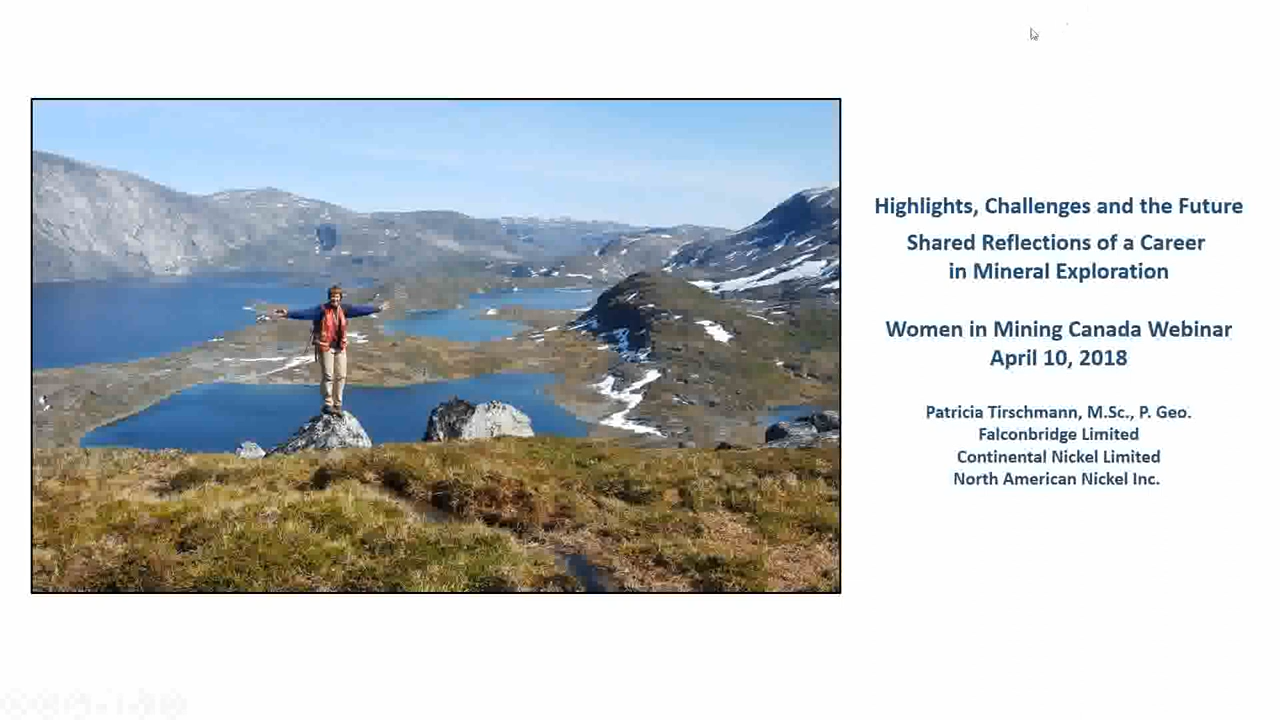 Highlights, Challenges and the Future
Shared Reflections of a Career
in Mineral Exploration
Women in Mining Canada Webinar
April 10, 2018
Patricia Tirschmann, M.Sc., P. Geo.
Falconbridge Limited
Continental Nickel Limited
North American Nickel Inc.